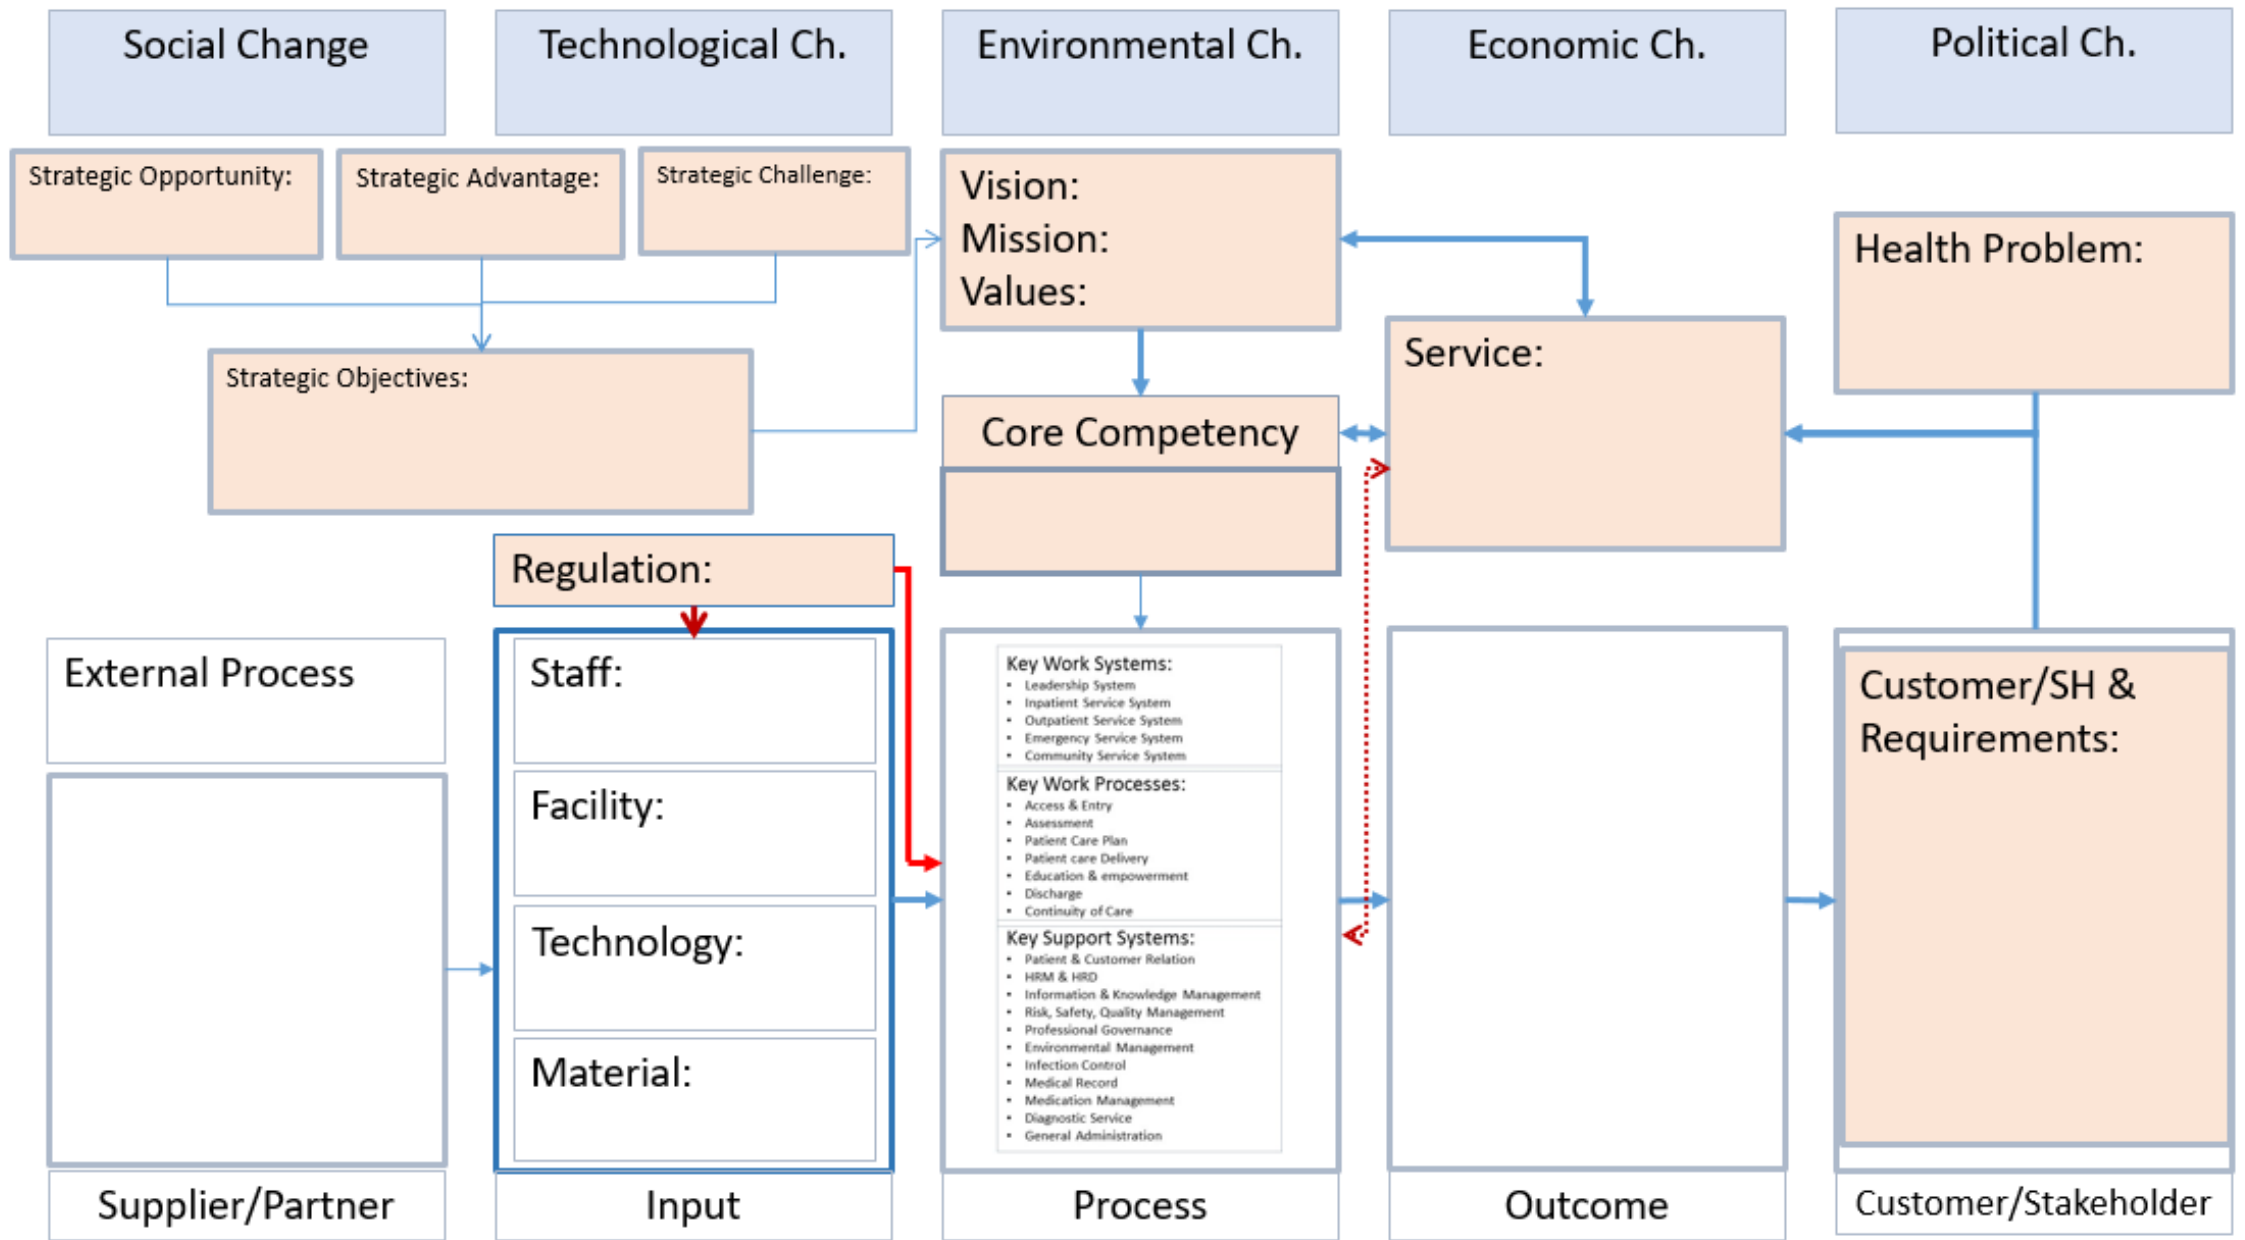 Social Change
Technological Ch.
Environmental Ch.
Economic Ch.
Political Ch.
Strategic Opportunity:
Strategic Advantage:
Strategic Challenge:
Vision:
Mission:
Values:
Health Problem:
Strategic Objectives:
Service:
Core Competency
Regulation:
External Process
Staff:
Facility:
Technology:
Material:
Key Work Systems:
• Leadership System
• Inpatient Service System
• Outpatient Service System
• Emergency Service System
• Community Service System
Key Work Processes:
• Access & Entry
• Assessment
• Patient Care Plan
• Patient care Delivery
• Education & empowerment
• Discharge
• Continuity of Care
Key Support Systems:
• Patient & Customer Relation
• HRM & HRD
• Information & Knowledge Management
• Risk, Safety, Quality Management
• Professional Governance
• Environmental Management
• Infection Control
• Medical Record
• Medication Management
• Diagnostic Service
• General Administration
Customer/SH &
Requirements:
Supplier/Partner
Input
Process
Outcome
Customer/Stakeholder